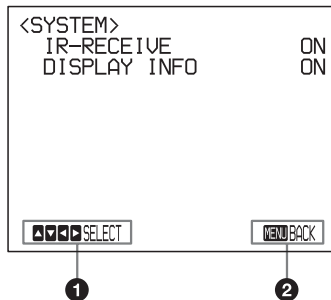 <SYSTEM>
IR-RECEIVE ON
DISPLAY INFO ON
▲▼◀▶SELECT MENU BACK
1 2